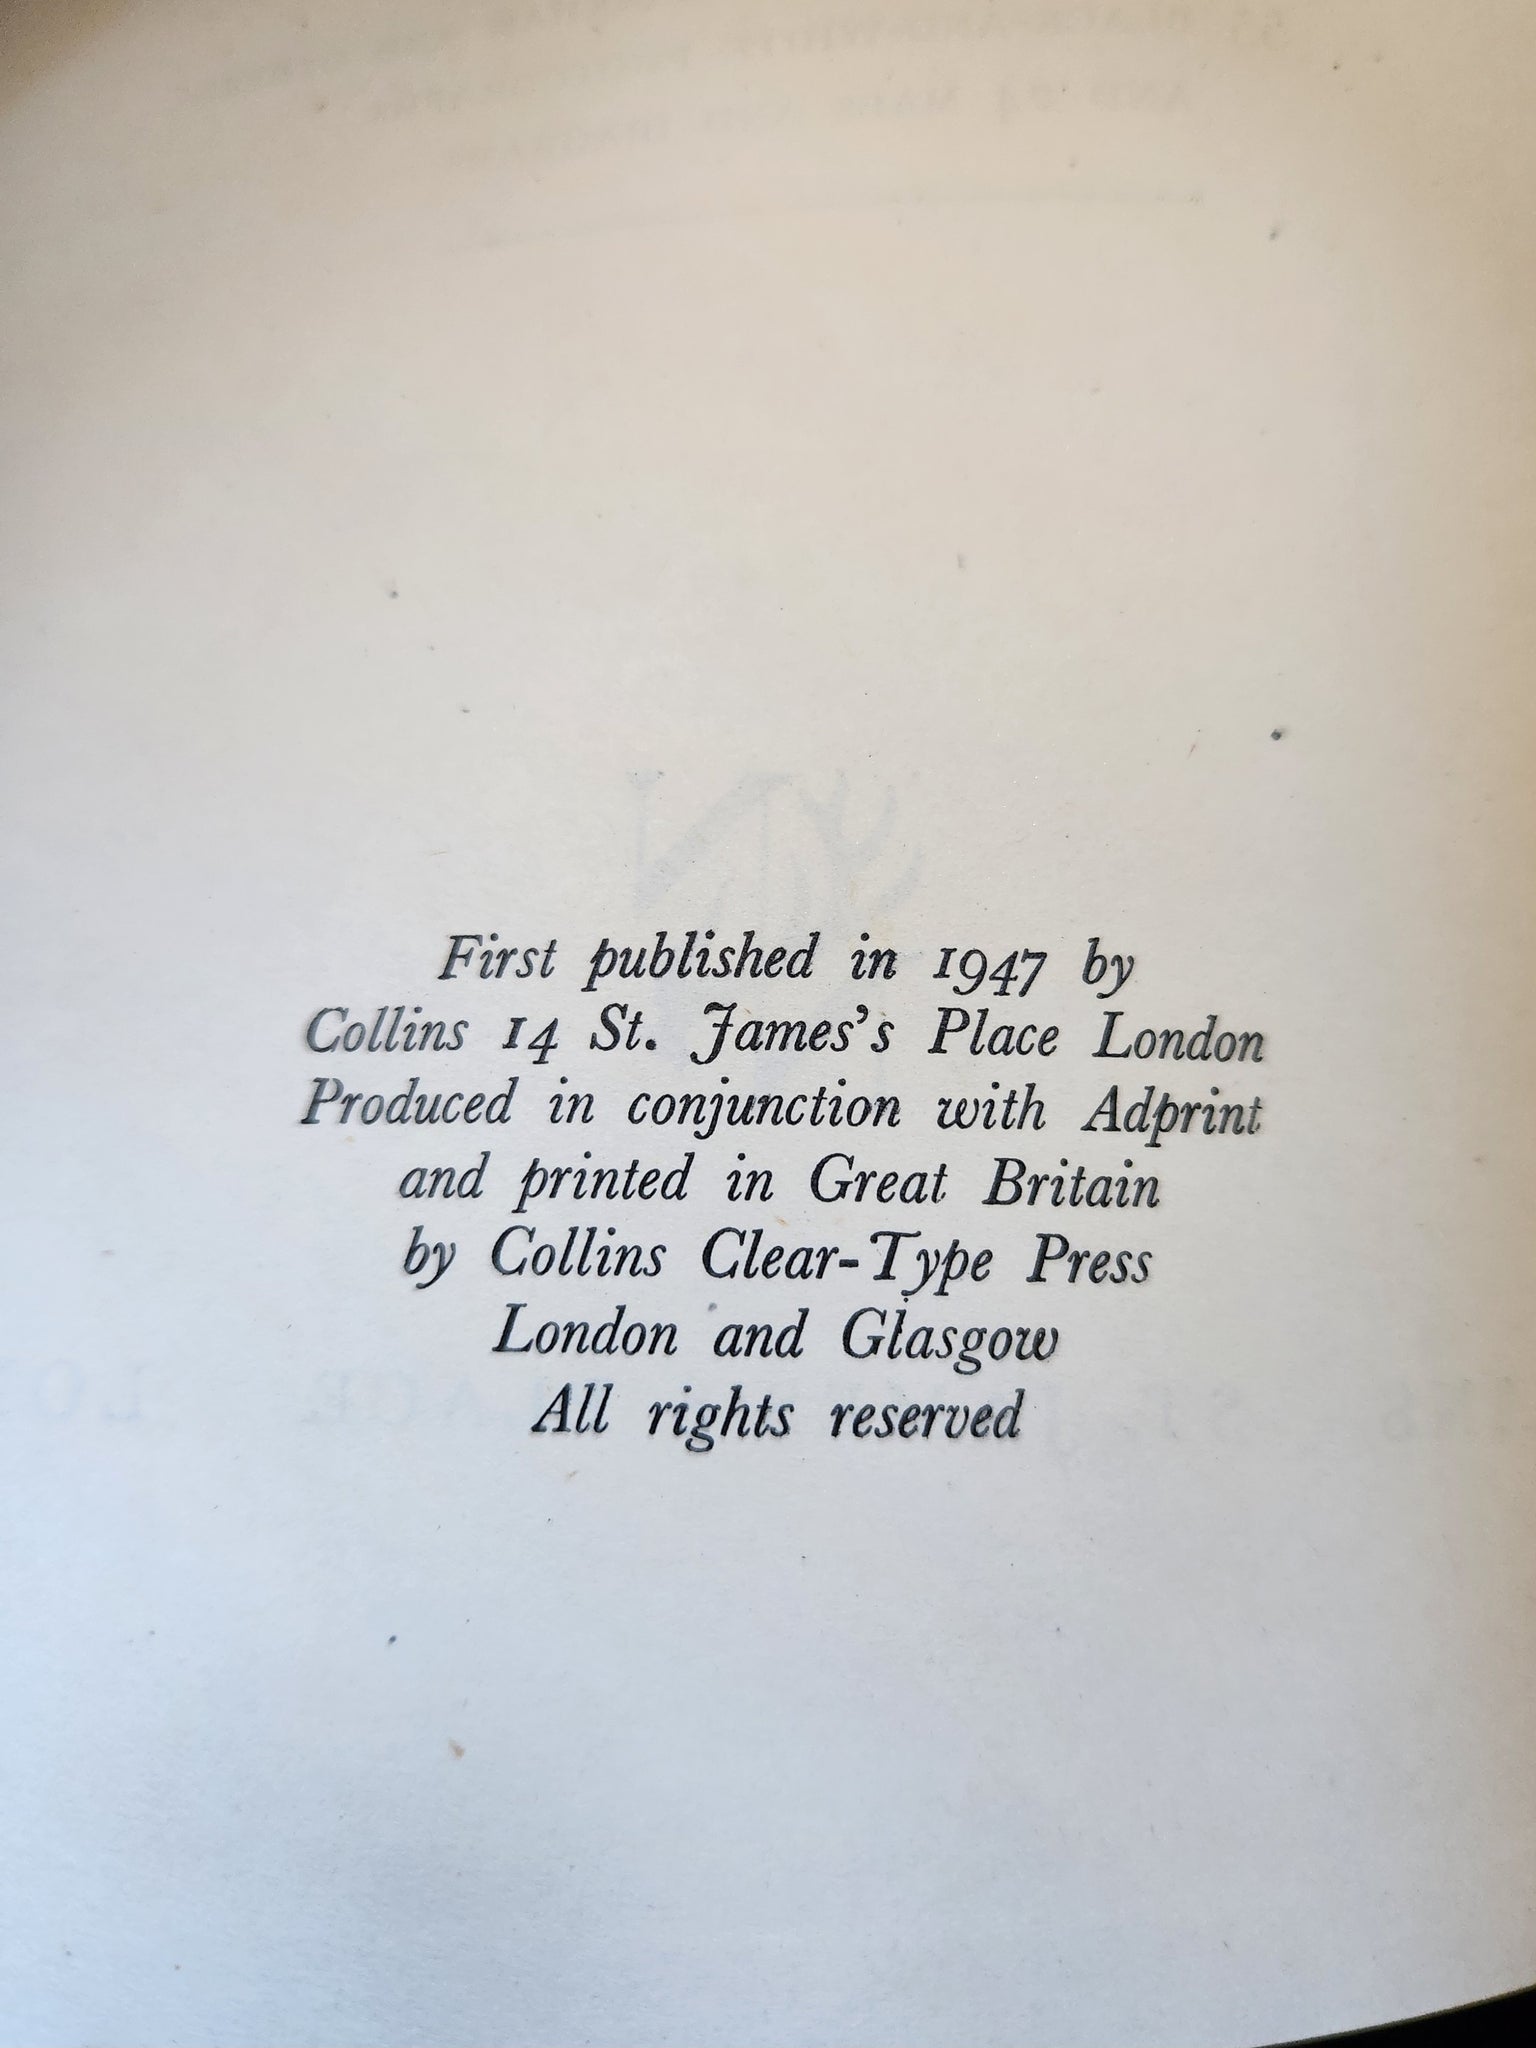 First published in 1947 by
Collins 14 St. James's Place London
Produced in conjunction with Adprint
and printed in Great Britain
by Collins Clear-Type Press
London and Glasgow
All rights reserved